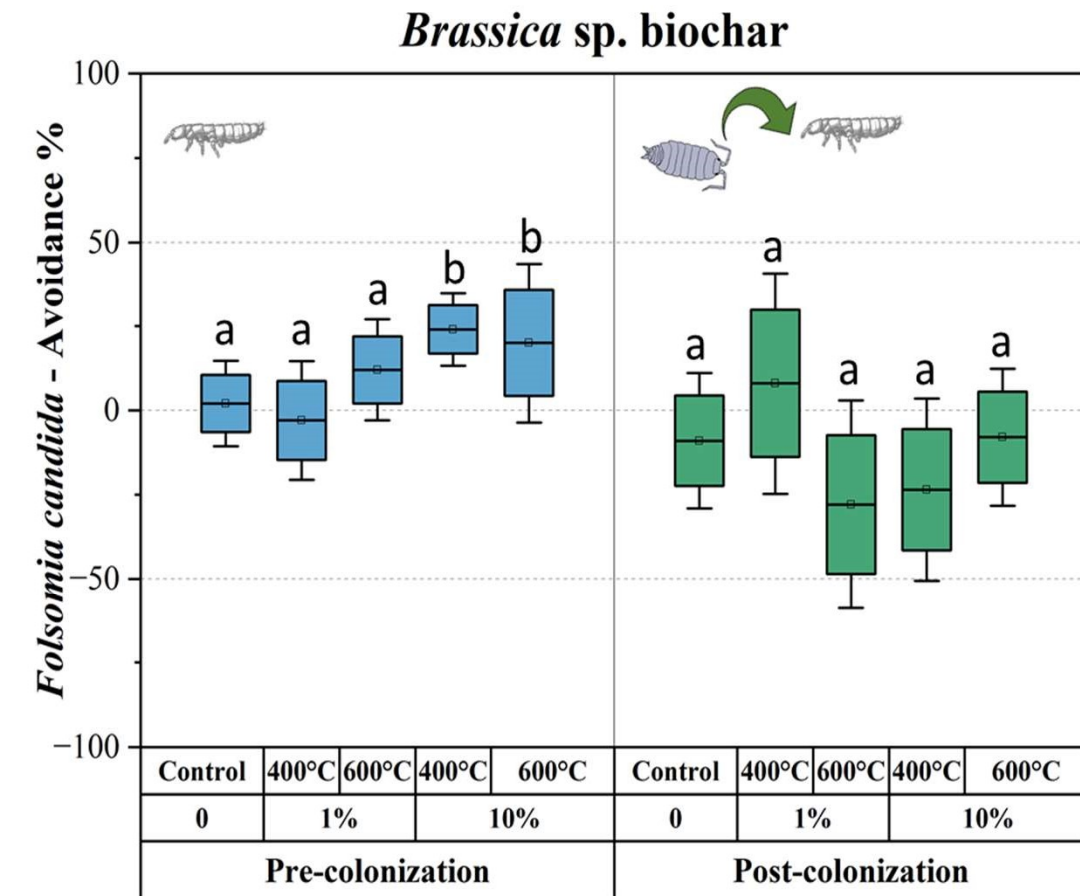 Brassica sp. biochar
Folsomia candida - Avoidance %
100
50
0
−50
−100
a
a
a
b
b
a
a
a
a
a
Control 400°C 600°C 400°C 600°C Control 400°C 600°C 400°C 600°C
0 1% 10% 0 1% 10%
Pre-colonization Post-colonization